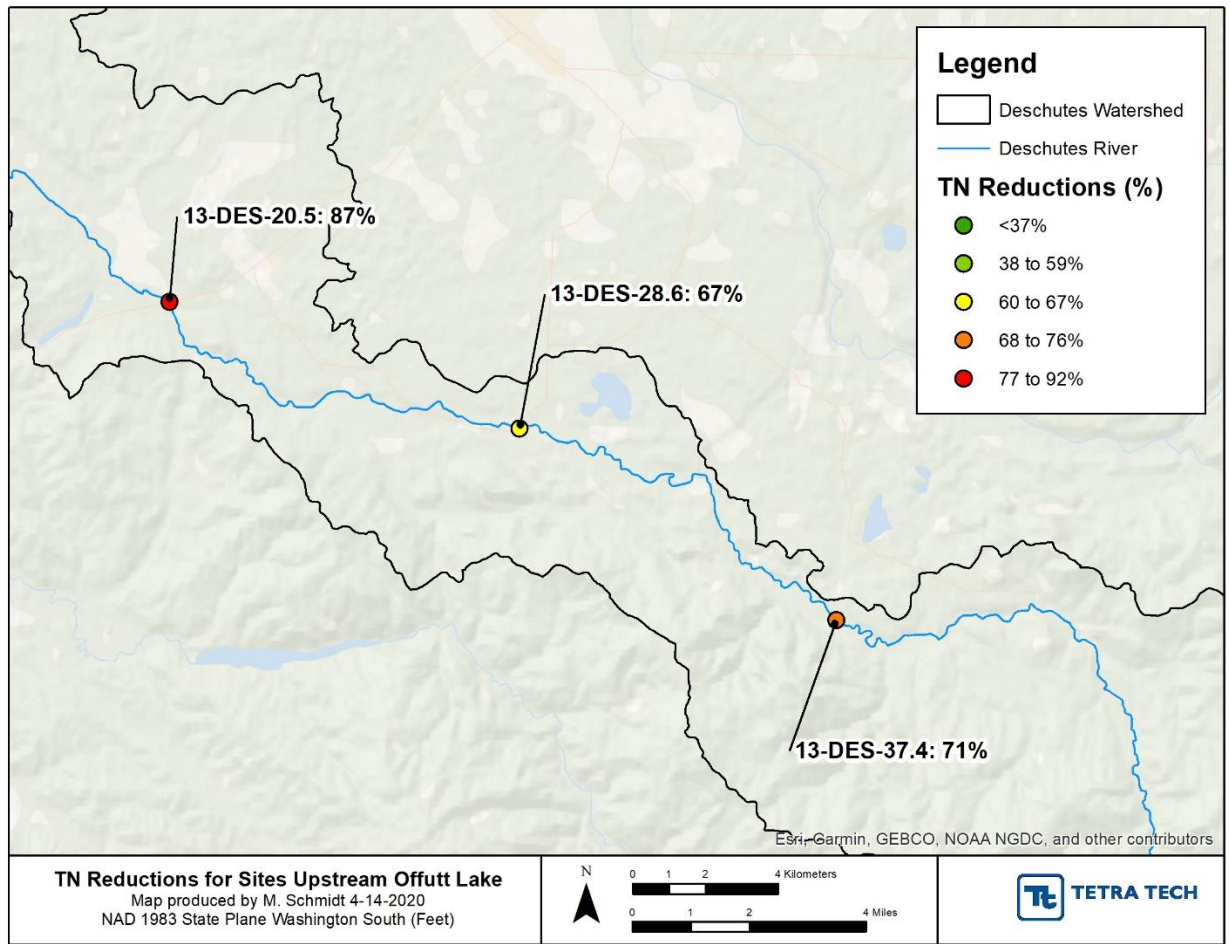 Legend
Deschutes Watershed
Deschutes River
TN Reductions (%)
<37%
38 to 59%
60 to 67%
68 to 76%
77 to 92%
13-DES-20.5: 87%
13-DES-28.6: 67%
13-DES-37.4: 71%
Esri, Garmin, GEBCO, NOAA NGDC, and other contributors
TN Reductions for Sites Upstream Offutt Lake
Map produced by M. Schmidt 4-14-2020
NAD 1983 State Plane Washington South (Feet)
N
0 1 2 4 Kilometers
0 1 2 4 Miles
Tt TETRA TECH